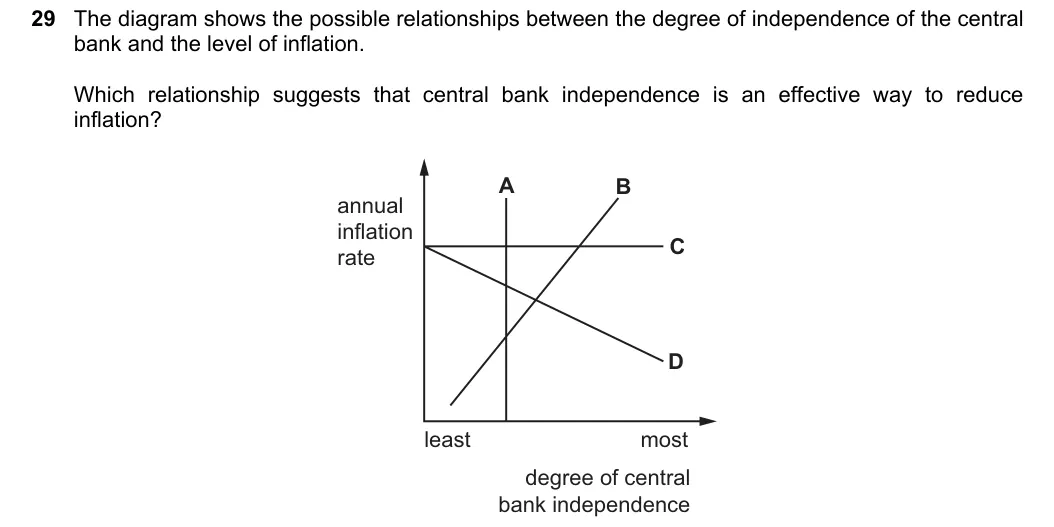 29 The diagram shows the possible relationships between the degree of independence of the central
bank and the level of inflation.
Which relationship suggests that central bank independence is an effective way to reduce
inflation?
A
B
annual
inflation
rate
C
D
least
most
degree of central
bank independence